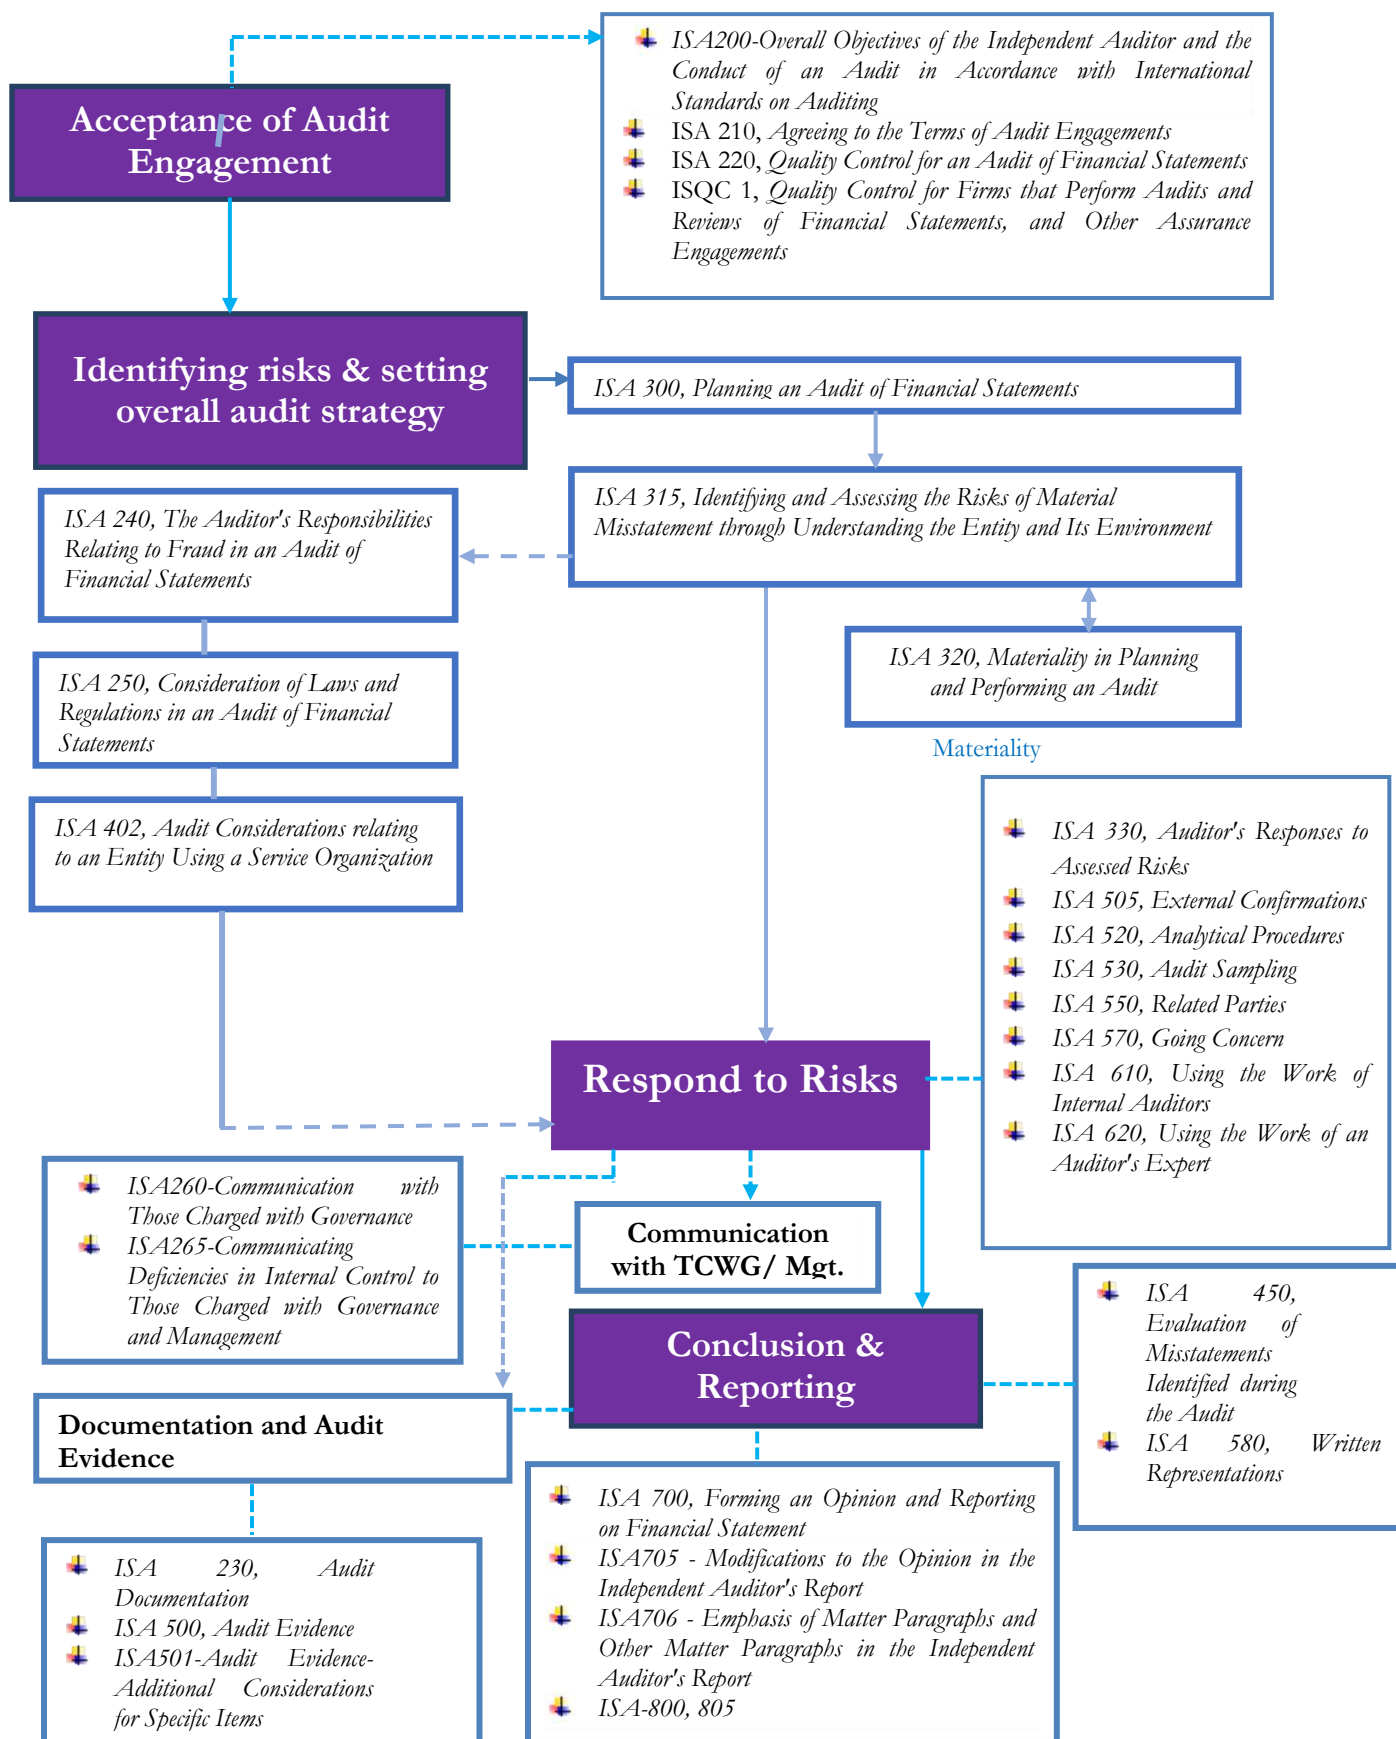 ISA200-Overall Objectives of the Independent Auditor and the
Conduct of an Audit in Accordance with International
Standards on Auditing
ISA 210, Agreeing to the Terms of Audit Engagements
ISA 220, Quality Control for an Audit of Financial Statements
ISQC 1, Quality Control for Firms that Perform Audits and
Reviews of Financial Statements, and Other Assurance
Engagements
Acceptance of Audit
Engagement
Identifying risks & setting
overall audit strategy
ISA 300, Planning an Audit of Financial Statements
ISA 315, Identifying and Assessing the Risks of Material
Misstatement through Understanding the Entity and Its Environment
ISA 240, The Auditor's Responsibilities
Relating to Fraud in an Audit of
Financial Statements
ISA 320, Materiality in Planning
and Performing an Audit
Materiality
ISA 250, Consideration of Laws and
Regulations in an Audit of Financial
Statements
ISA 402, Audit Considerations relating
to an Entity Using a Service Organization
ISA 330, Auditor's Responses to
Assessed Risks
ISA 505, External Confirmations
ISA 520, Analytical Procedures
ISA 530, Audit Sampling
ISA 550, Related Parties
ISA 570, Going Concern
ISA 610, Using the Work of
Internal Auditors
ISA 620, Using the Work of an
Auditor's Expert
Respond to Risks
ISA260-Communication with
Those Charged with Governance
ISA265-Communicating
Deficiencies in Internal Control to
Those Charged with Governance
and Management
Communication
with TCWG/ Mgt.
Conclusion &
Reporting
ISA 450,
Evaluation of
Misstatements
Identified during
the Audit
ISA 580, Written
Representations
Documentation and Audit
Evidence
ISA 230, Audit
Documentation
ISA 500, Audit Evidence
ISA501-Audit Evidence-
Additional Considerations
for Specific Items
ISA 700, Forming an Opinion and Reporting
on Financial Statement
ISA705 - Modifications to the Opinion in the
Independent Auditor's Report
ISA706 - Emphasis of Matter Paragraphs and
Other Matter Paragraphs in the Independent
Auditor's Report
ISA-800, 805